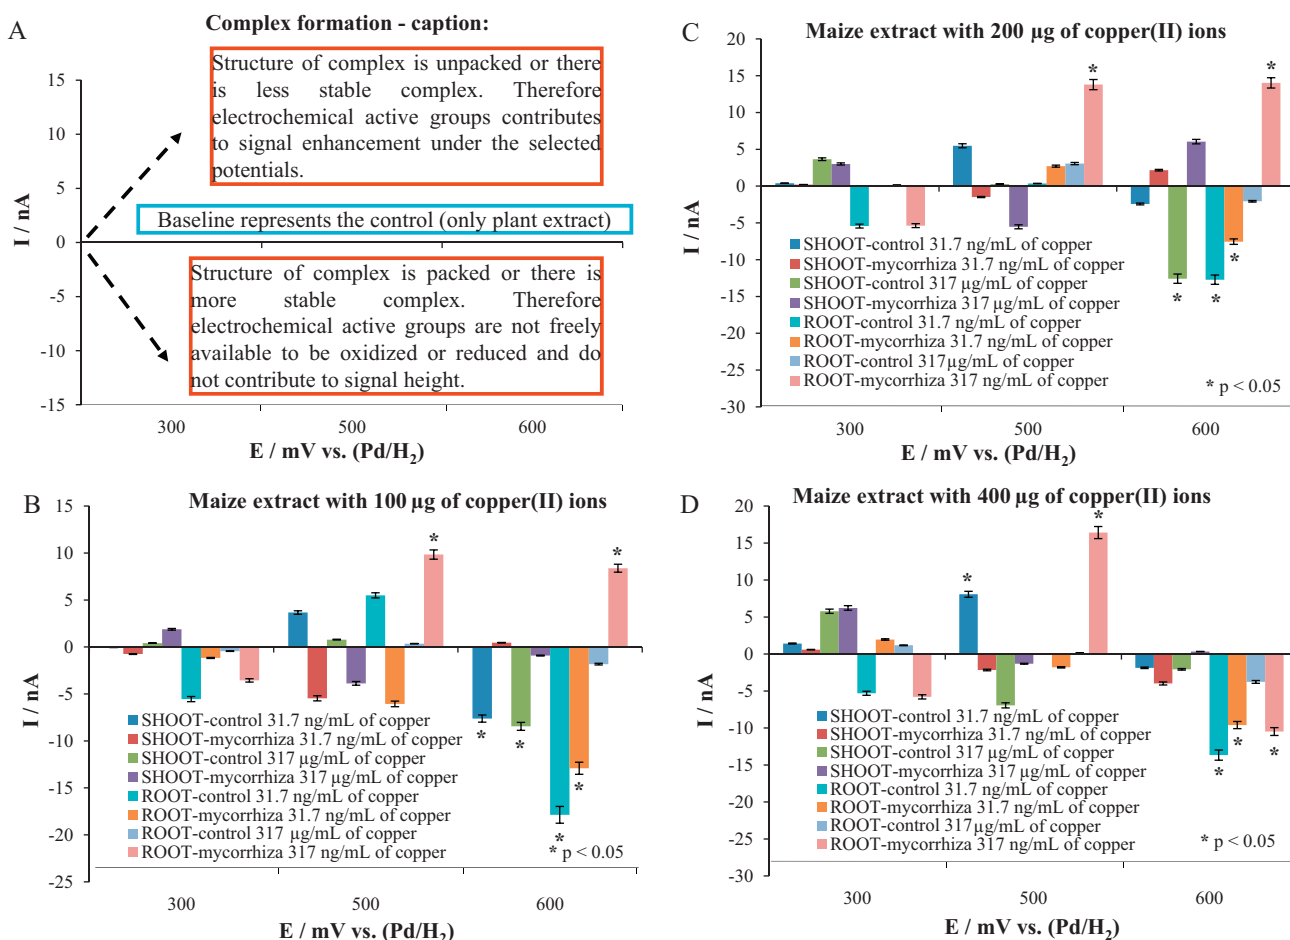 A
Complex formation - caption:
Structure of complex is unpacked or there
is less stable complex. Therefore
electrochemical active groups contributes
to signal enhancement under the selected
potentials.
Baseline represents the control (only plant extract)
Structure of complex is packed or there is
more stable complex. Therefore
electrochemical active groups are not freely
available to be oxidized or reduced and do
not contribute to signal height.
15
10
5
0
-5
-10
-15
I / nA
300 500 600
E / mV vs. (Pd/H₂)
C
Maize extract with 200 µg of copper(II) ions
20
15
10
5
0
-5
-10
-15
-20
-25
-30
I / nA
* *
* * *
SHOOT-control 31.7 ng/mL of copper
SHOOT-mycorrhiza 31.7 ng/mL of copper
SHOOT-control 317 µg/mL of copper
SHOOT-mycorrhiza 317 µg/mL of copper
ROOT-control 31.7 ng/mL of copper
ROOT-mycorrhiza 31.7 ng/mL of copper
ROOT-control 317µg/mL of copper
ROOT-mycorrhiza 317 ng/mL of copper
* p < 0.05
300 500 600
E / mV vs. (Pd/H₂)
B
Maize extract with 100 µg of copper(II) ions
15
10
5
0
-5
-10
-15
-20
-25
I / nA
* *
* * * *
SHOOT-control 31.7 ng/mL of copper
SHOOT-mycorrhiza 31.7 ng/mL of copper
SHOOT-control 317 µg/mL of copper
SHOOT-mycorrhiza 317 µg/mL of copper
ROOT-control 31.7 ng/mL of copper
ROOT-mycorrhiza 31.7 ng/mL of copper
ROOT-control 317 µg/mL of copper
ROOT-mycorrhiza 317 ng/mL of copper
* p < 0.05
300 500 600
E / mV vs. (Pd/H₂)
D
Maize extract with 400 µg of copper(II) ions
20
15
10
5
0
-5
-10
-15
-20
-25
-30
I / nA
* *
* * *
SHOOT-control 31.7 ng/mL of copper
SHOOT-mycorrhiza 31.7 ng/mL of copper
SHOOT-control 317 µg/mL of copper
SHOOT-mycorrhiza 317 µg/mL of copper
ROOT-control 31.7 ng/mL of copper
ROOT-mycorrhiza 31.7 ng/mL of copper
ROOT-control 317µg/mL of copper
ROOT-mycorrhiza 317 ng/mL of copper
* p < 0.05
300 500 600
E / mV vs. (Pd/H₂)